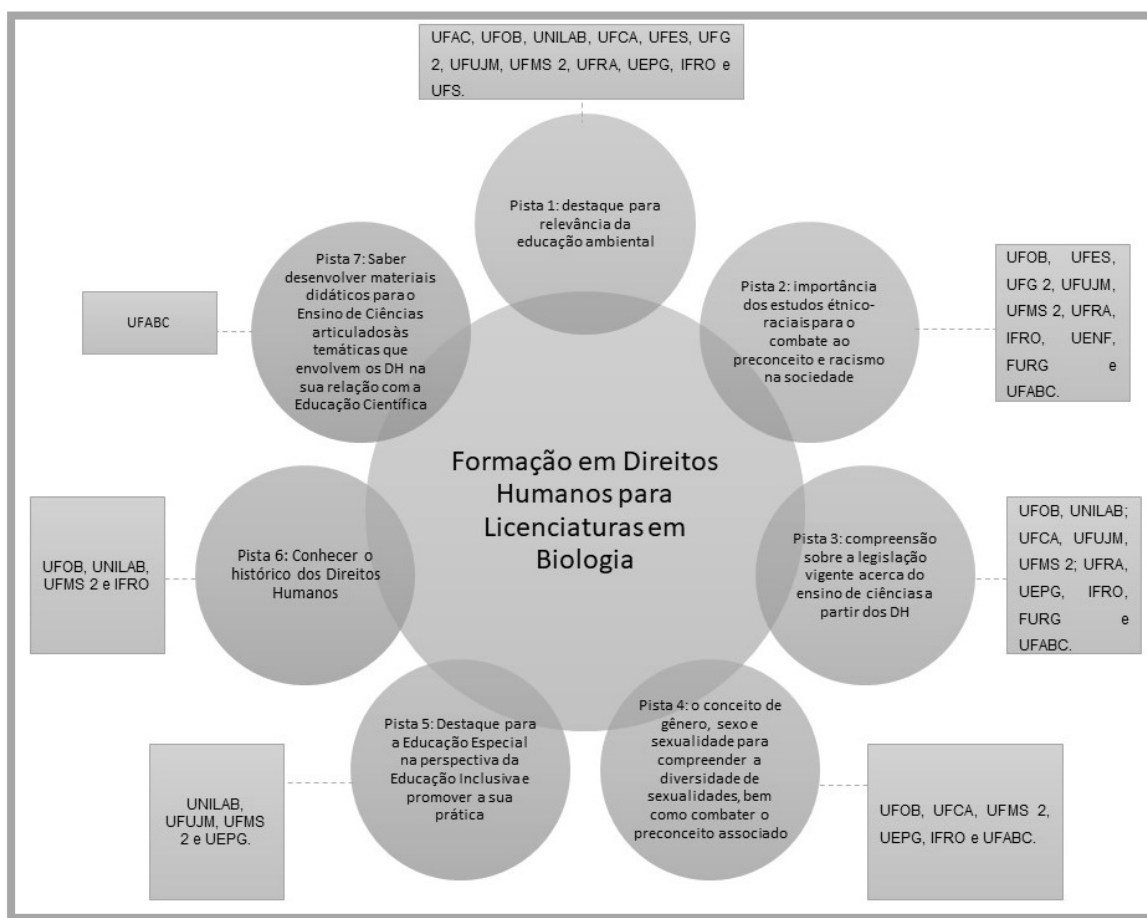 UFAC, UFOB, UNILAB, UFCA, UFES, UFG
2, UFUJM, UFMS 2, UFRA, UEPG, IFRO e
UFS.
Pista 1: destaque para
relevância da
educação ambiental
Pista 2: importância
dos estudos étnico-
raciais para o
combate ao
preconceito e racismo
na sociedade
UFOB, UFES,
UFG 2, UFUJM,
UFMS 2, UFRA,
IFRO, UENF,
FURG e
UFABC.
Pista 3: compreensão
sobre a legislação
vigente acerca do
ensino de ciências a
partir dos DH
UFOB, UNILAB;
UFCA, UFUJM,
UFMS 2; UFRA,
UEPG, IFRO,
FURG e
UFABC.
Pista 4: o conceito de
gênero, sexo e
sexualidade para
compreender a
diversidade de
sexualidades, bem
como combater o
preconceito associado
UFOB, UFCA, UFMS 2,
UEPG, IFRO e UFABC.
Pista 5: Destaque para
a Educação Especial
na perspectiva da
Educação Inclusiva e
promover a sua
prática
UNILAB,
UFUJM, UFMS
2 e UEPG.
Pista 6: Conhecer o
histórico dos Direitos
Humanos
UFOB, UNILAB,
UFMS 2 e IFRO
Pista 7: Saber
desenvolver materiais
didáticos para o
Ensino de Ciências
articulados às
temáticas que
envolvem os DH na
sua relação com a
Educação Científica
UFABC
Formação em Direitos
Humanos para
Licenciaturas em
Biologia